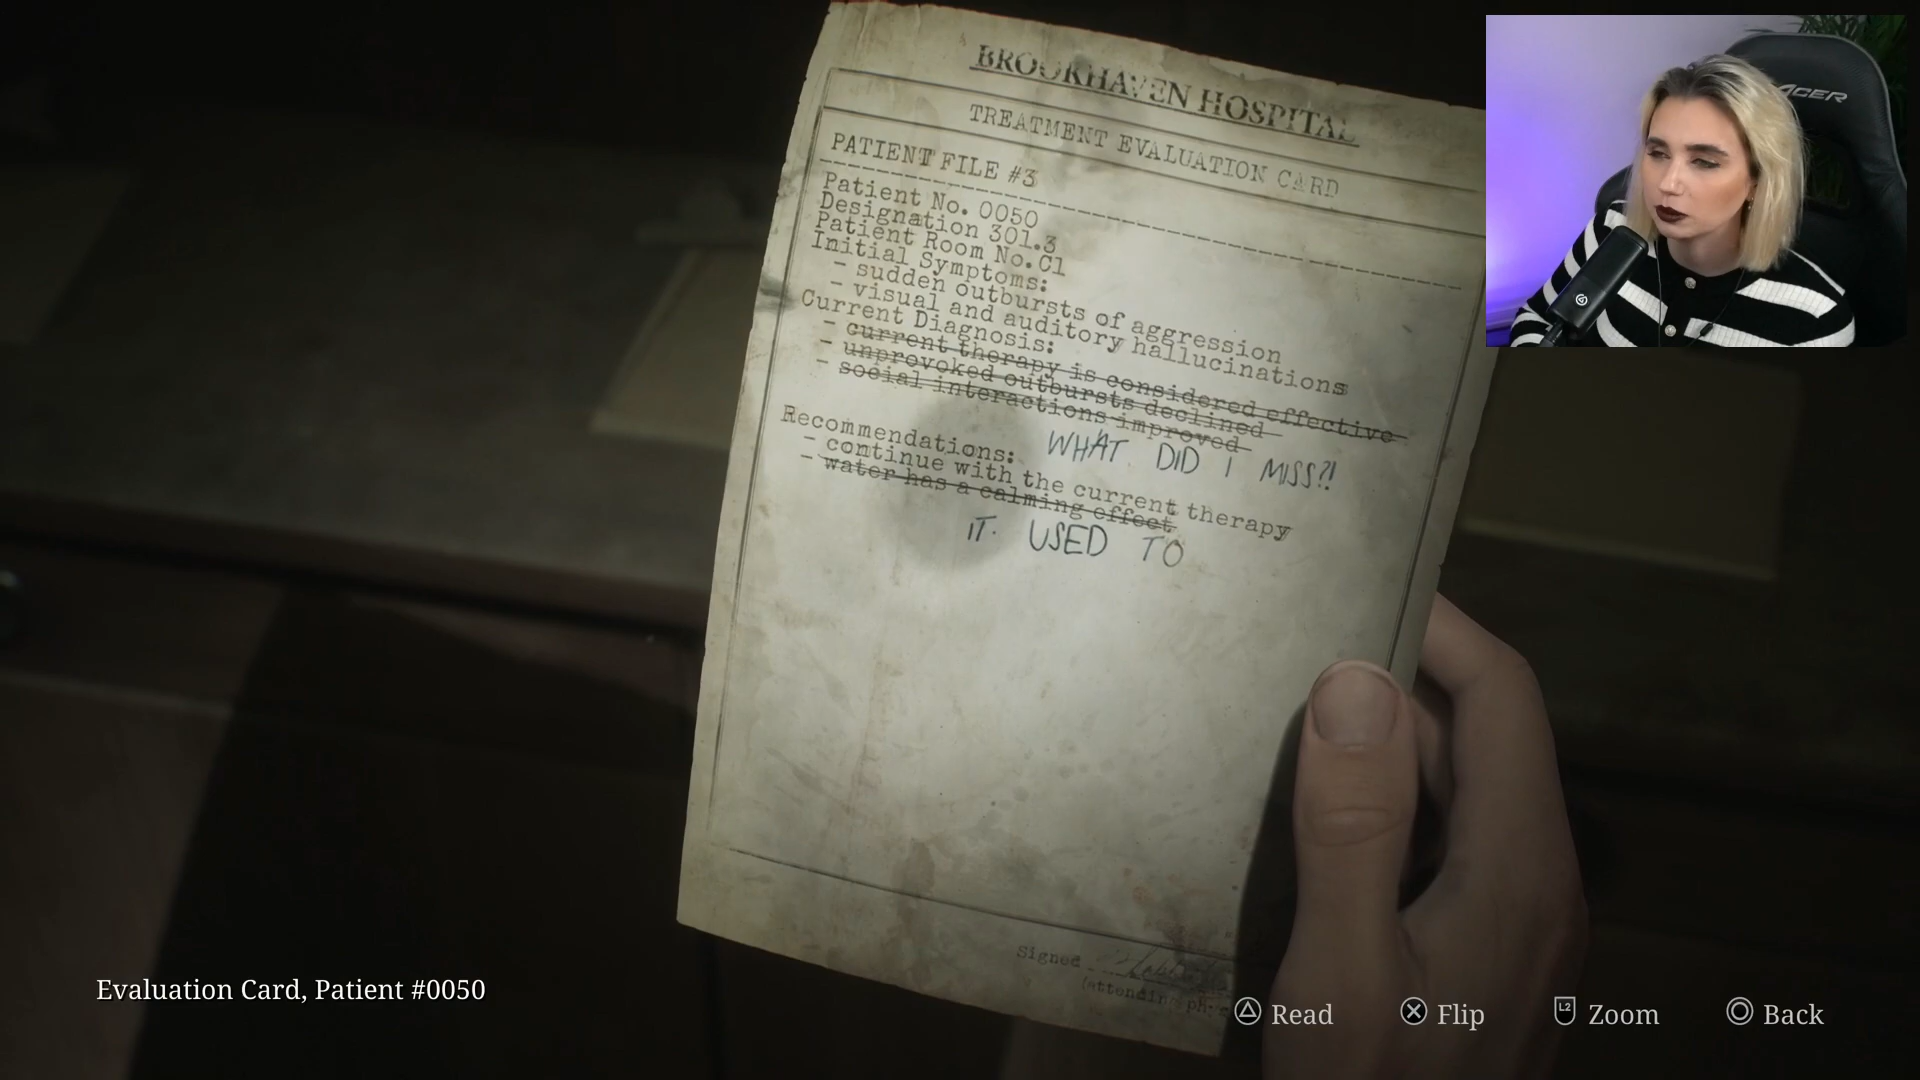 BROOKHAVEN HOSPITAL
TREATMENT EVALUATION CARD
PATIENT FILE #3
Patient No. 0050
Designation 301.3
Patient Room No.C1
Initial Symptoms:
- sudden outbursts of aggression
- visual and auditory hallucinations
Current Diagnosis:
- current therapy is considered effective
- unprovoked outbursts declined
- social interactions improved
WHAT DID I MISS?!
Recommendations:
- continue with the current therapy
- water has a calming effect
IT USED TO
Signed
(attending
ACER
Evaluation Card, Patient #0050
Read
Flip
L2 Zoom
Back